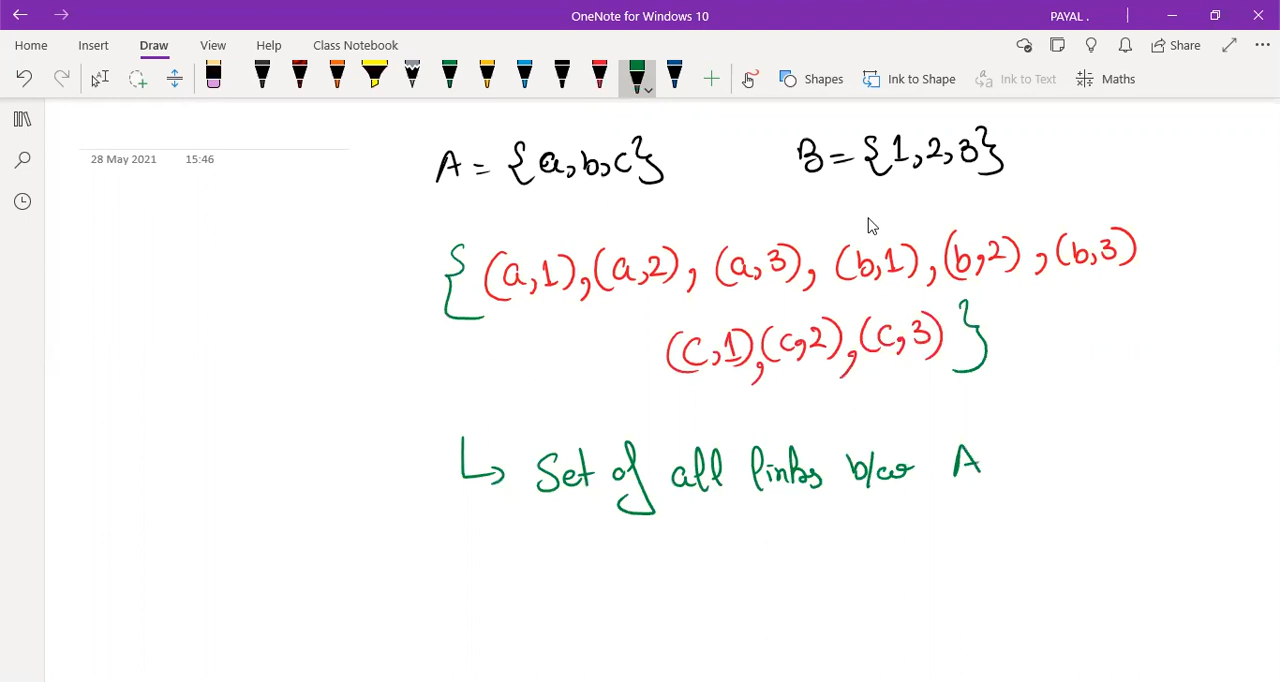 OneNote for Windows 10
PAYAL .
Home Insert Draw View Help Class Notebook
Share
Shapes Ink to Shape Ink to Text Maths
28 May 2021 15:46
A = {a,b,c} B = {1,2,3}
{(a,1),(a,2), (a,3), (b,1),(b,2) ,(b,3)
(c,1),(c,2),(c,3)}
↳ Set of all links b/w A